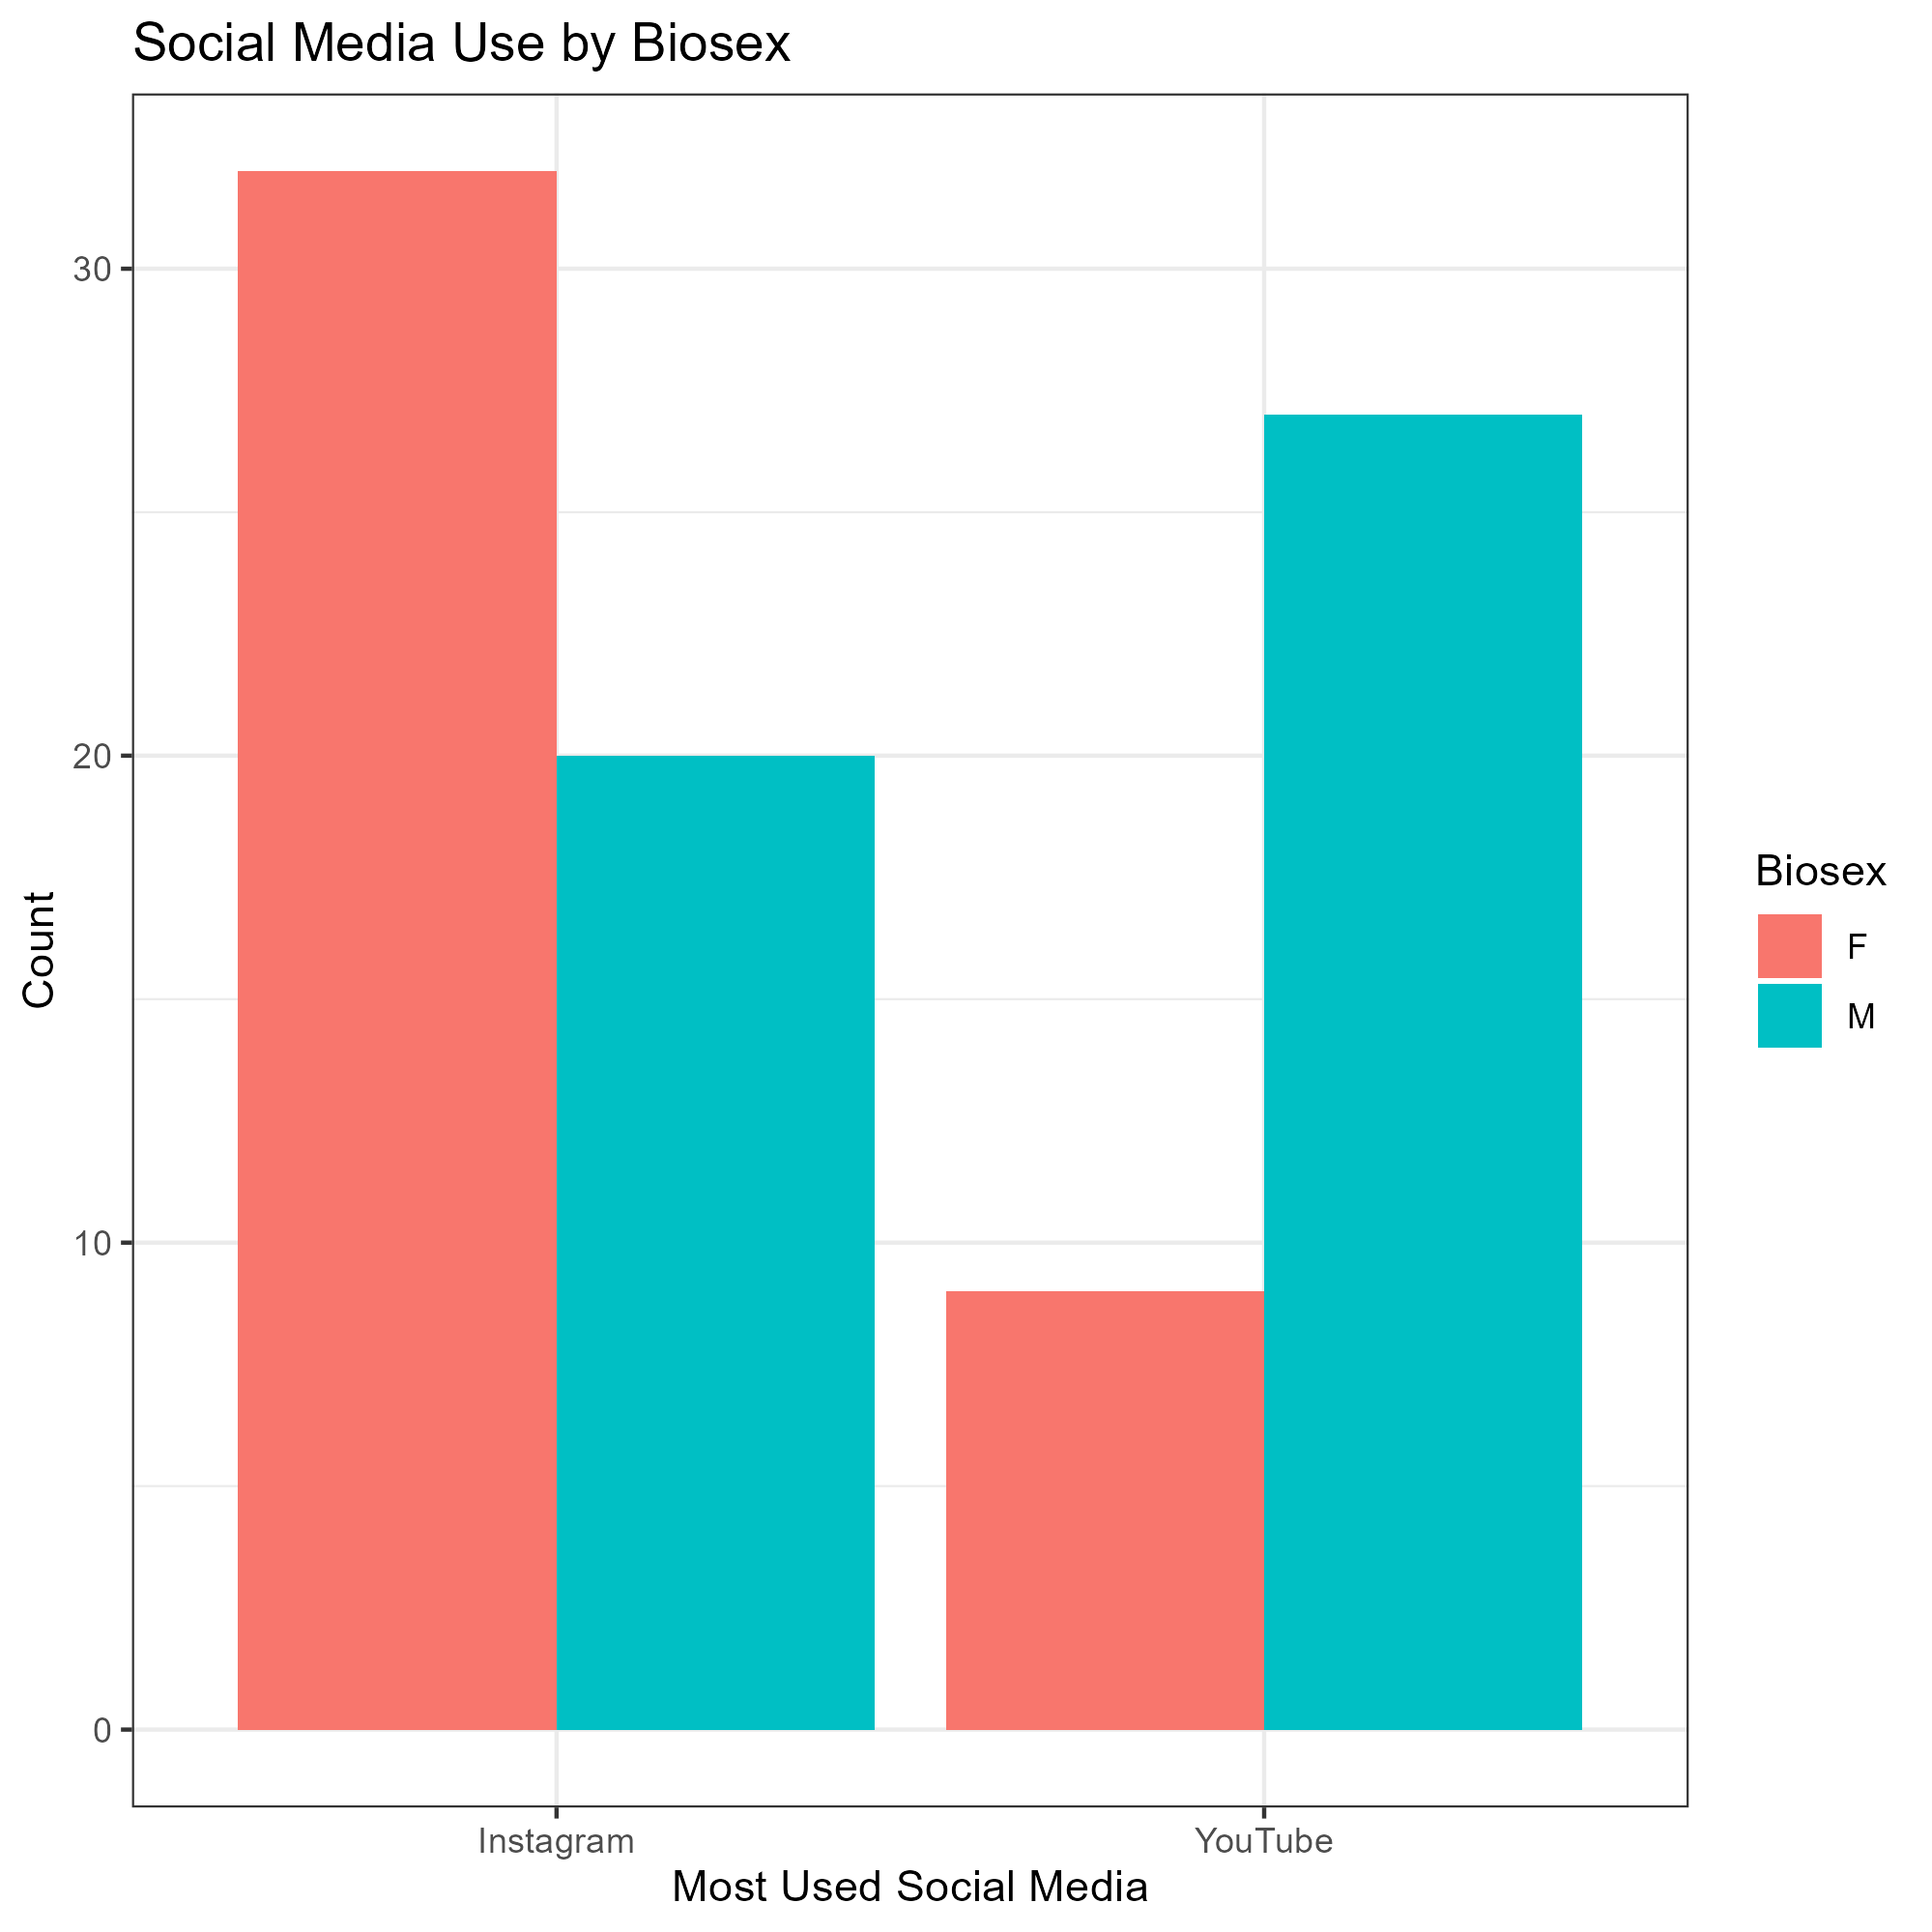 Social Media Use by Biosex
30
20
10
0
Count
Instagram
YouTube
Most Used Social Media
Biosex
F
M